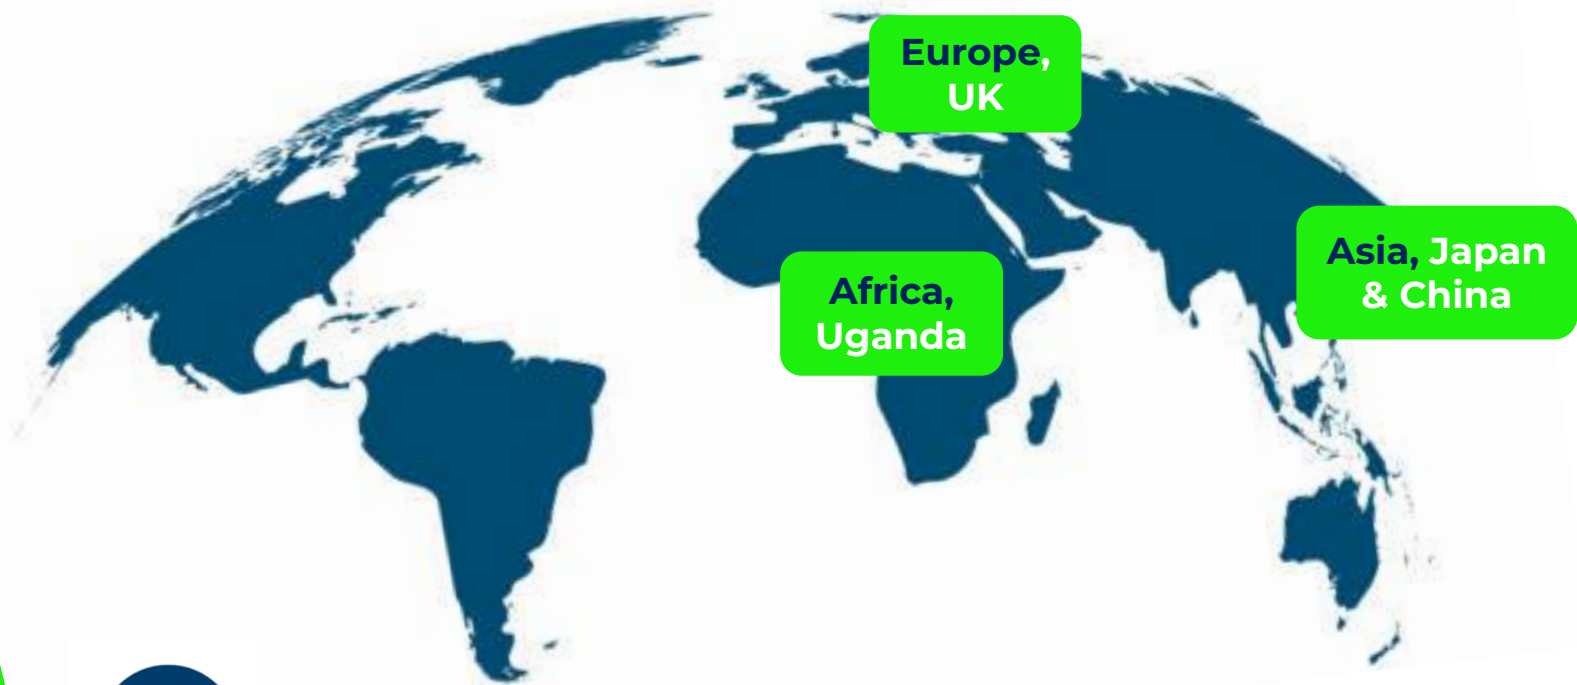 Europe,
UK
Asia, Japan
& China
Africa,
Uganda